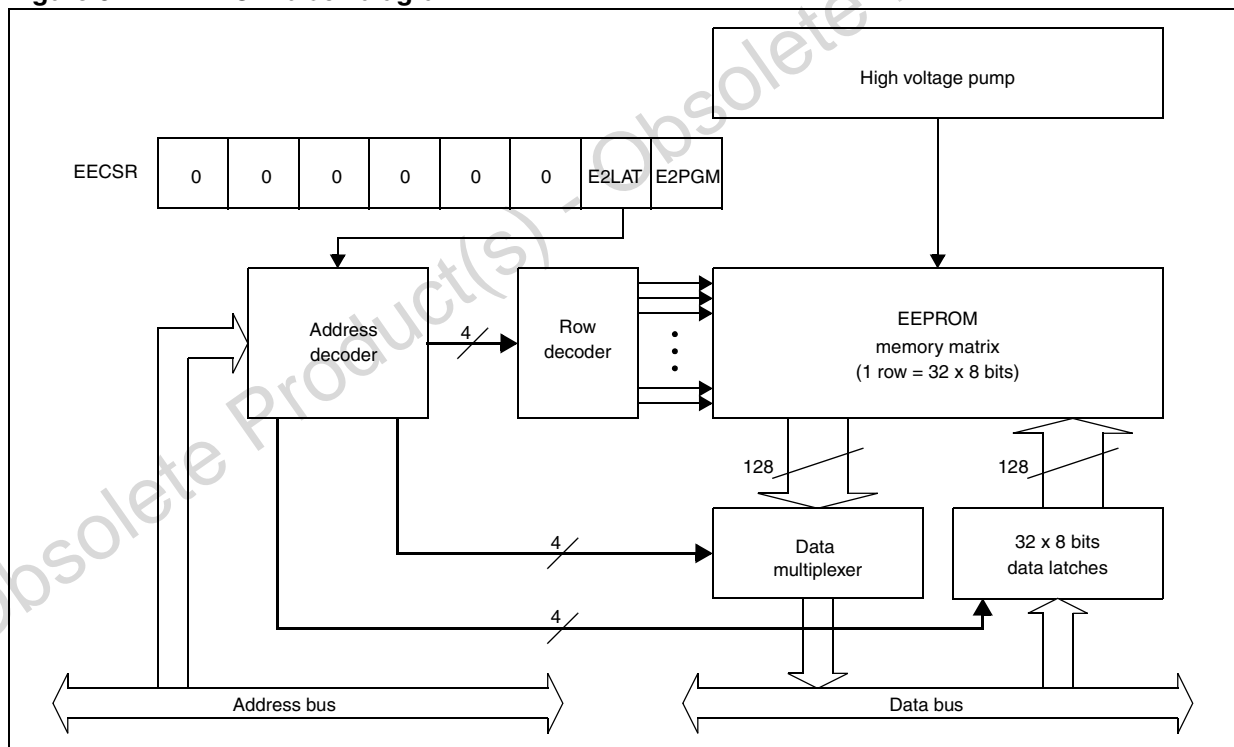 High voltage pump
EECSR 0 0 0 0 0 0 E2LAT E2PGM
Address
decoder
4
Row
decoder
EEPROM
memory matrix
(1 row = 32 x 8 bits)
128
128
4
Data
multiplexer
32 x 8 bits
data latches
4
Address bus
Data bus
Obsolete Product(s) - Obsolete